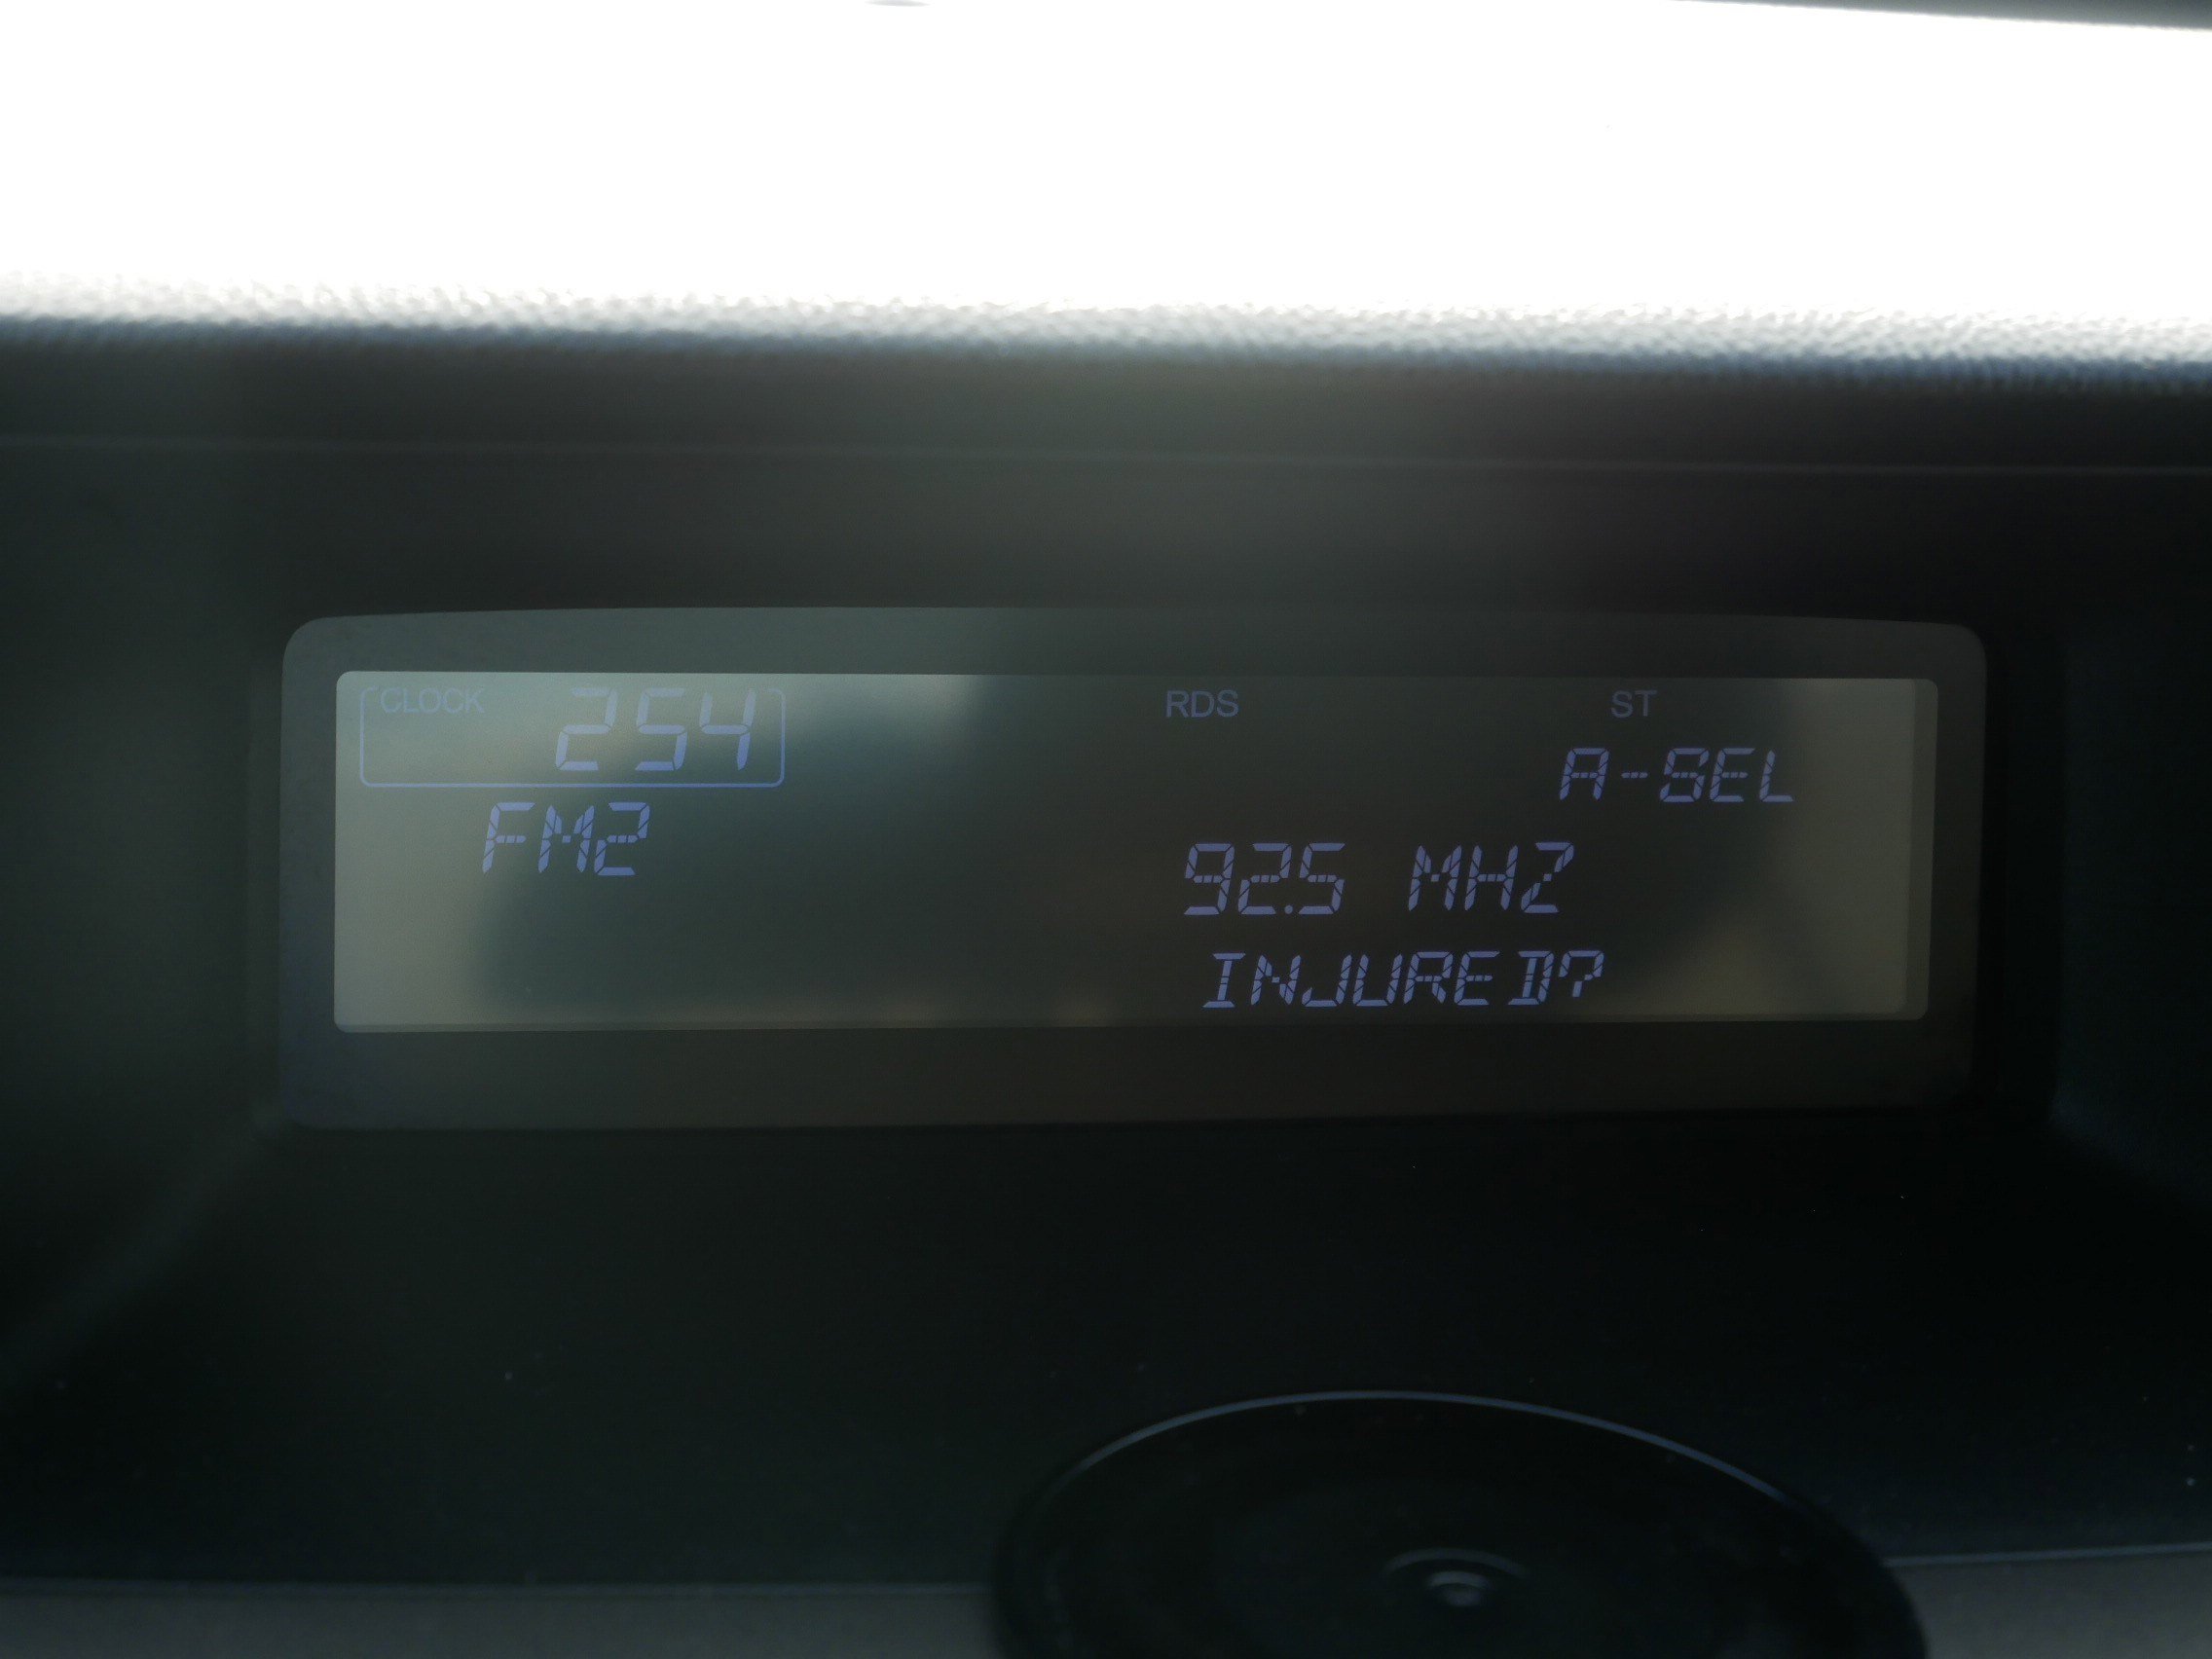 CLOCK 254 RDS ST
A-SEL
FM2
92.5 MHZ
INJURED?